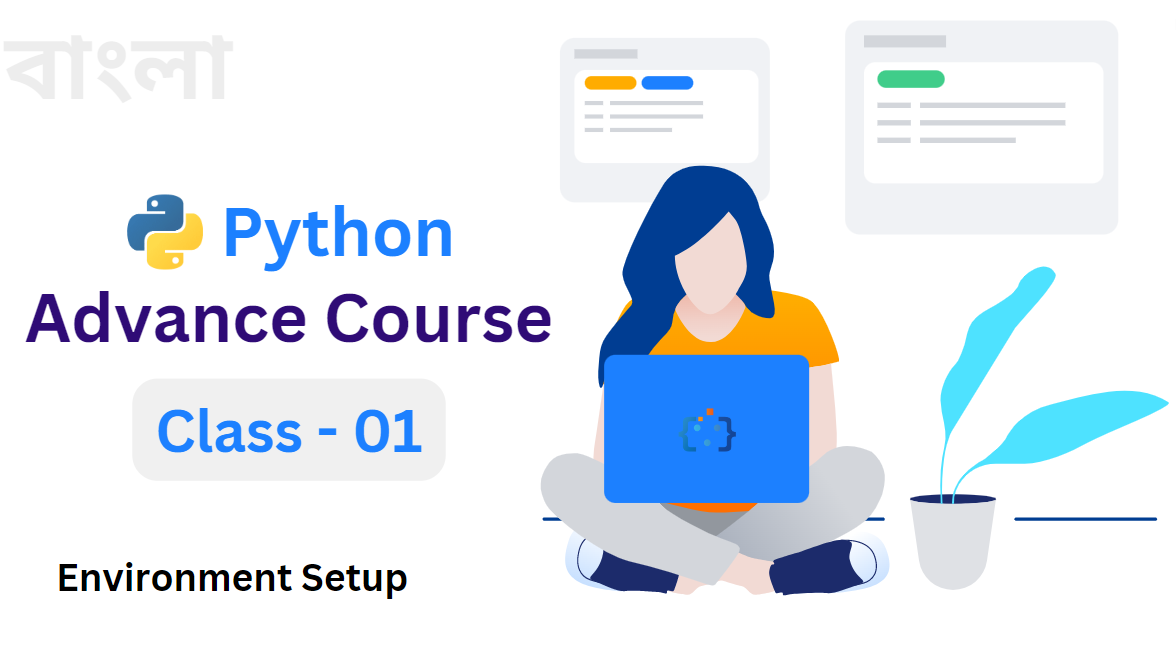 বাংলা
Python
Advance Course
Class - 01
Environment Setup